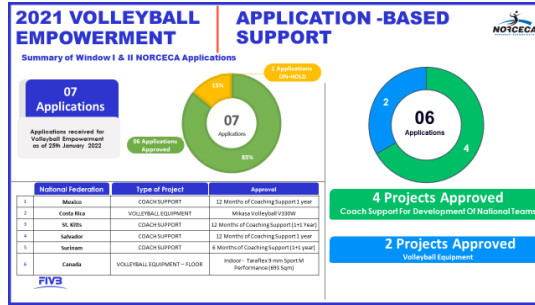 2021 VOLLEYBALL
EMPOWERMENT
APPLICATION -BASED
SUPPORT
NORCECA
Summary of Window I & II NORCECA Applications
07
Applications
Applications received for
Volleyball Empowerment
as of 25th January 2022
1 Applications
ON-HOLD
15%
07
Applications
06 Applications
Approved
85%
2
06
Applications
4
National Federation Type of Project Approval
1 Mexico COACH SUPPORT 12 Months of Coaching Support 1 year
2 Costa Rica VOLLEYBALL EQUIPMENT Mikasa Volleyball V330W
3 St. Kitts COACH SUPPORT 12 Months of Coaching Support (1+1 Year)
4 Salvador COACH SUPPORT 12 Months of Coaching Support 1 year
5 Surinam COACH SUPPORT 6 Months of Coaching Support (1+1 year)
6 Canada VOLLEYBALL EQUIPMENT – FLOOR Indoor - Taraflex 9 mm Sport M
Performance (693 Sqm)
4 Projects Approved
Coach Support For Development Of National Teams
2 Projects Approved
Volleyball Equipment
FIVB